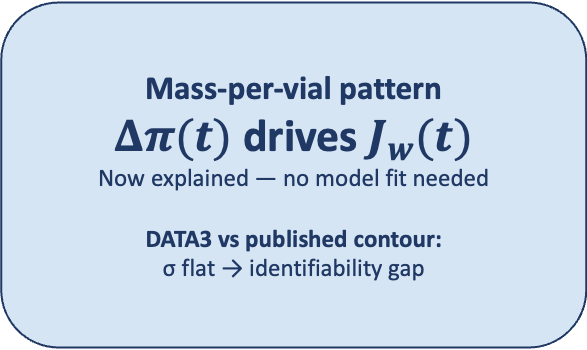 Mass-per-vial pattern
Δπ(t) drives J_w(t)
Now explained — no model fit needed
DATA3 vs published contour:
σ flat → identifiability gap